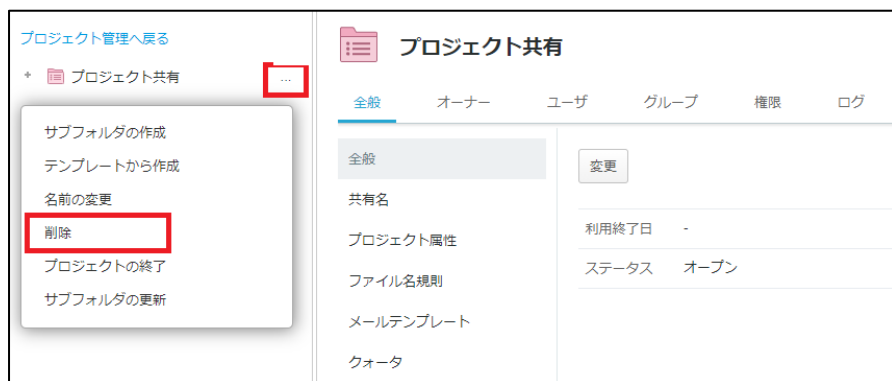 プロジェクト管理へ戻る
プロジェクト共有
...
サブフォルダの作成
テンプレートから作成
名前の変更
削除
プロジェクトの終了
サブフォルダの更新
プロジェクト共有
全般 オーナー ユーザ グループ 権限 ログ
全般
共有名
プロジェクト属性
ファイル名規則
メールテンプレート
クォータ
変更
利用終了日 -
ステータス オープン